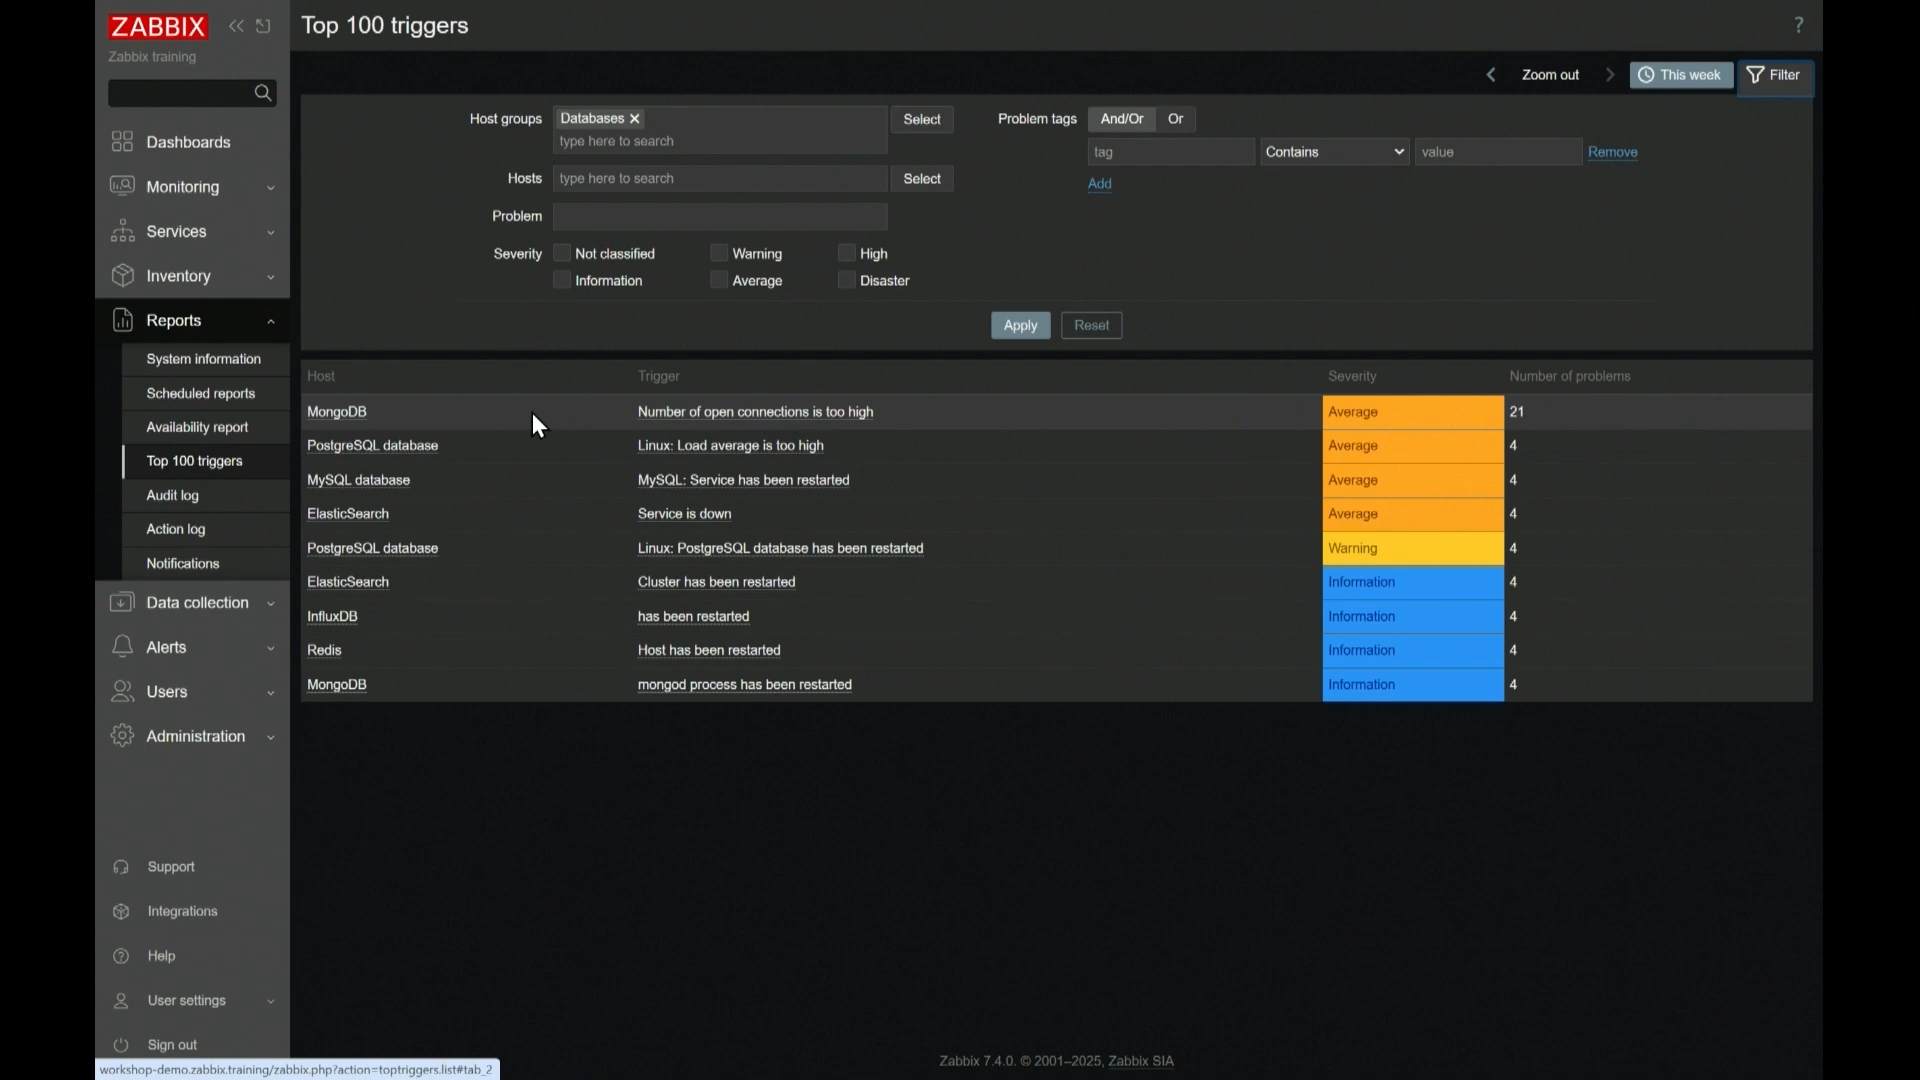 ZABBIX
Zabbix training
Dashboards
Monitoring
Services
Inventory
Reports
System information
Scheduled reports
Availability report
Top 100 triggers
Audit log
Action log
Notifications
Data collection
Alerts
Users
Administration
Support
Integrations
Help
User settings
Sign out
workshop-demo.zabbix.training/zabbix.php?action=toptriggers.list#tab_2
Top 100 triggers
?
Zoom out
This week
Filter
Host groups
Databases
type here to search
Select
Hosts
type here to search
Select
Problem
Severity
Not classified
Warning
High
Information
Average
Disaster
Problem tags
And/Or
Or
tag
Contains
value
Remove
Add
Apply
Reset
Host Trigger Severity Number of problems
MongoDB Number of open connections is too high Average 21
PostgreSQL database Linux: Load average is too high Average 4
MySQL database MySQL: Service has been restarted Average 4
ElasticSearch Service is down Average 4
PostgreSQL database Linux: PostgreSQL database has been restarted Warning 4
ElasticSearch Cluster has been restarted Information 4
InfluxDB has been restarted Information 4
Redis Host has been restarted Information 4
MongoDB mongod process has been restarted Information 4
Zabbix 7.4.0. © 2001–2025, Zabbix SIA